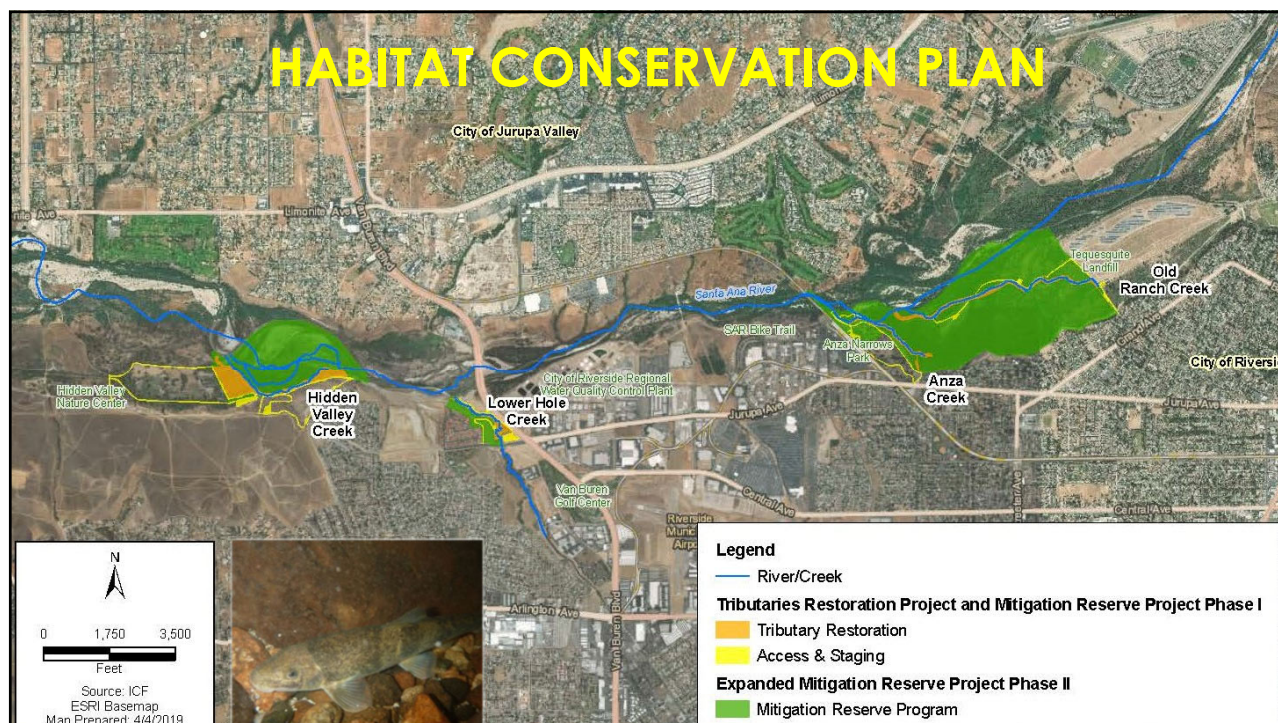 HABITAT CONSERVATION PLAN
City of Jurupa Valley
Limonite Ave
Van Buren Blvd
Tequesquite
Landfill
Old
Ranch Creek
Santa Ana River
SAR Bike Trail
Anza Narrows
Park
City of Riversi
Anza
Creek
Jurupa Ave
Jurupa Ave
City of Riverside Regional
Water Quality Control Plant
Hidden Valley
Nature Center
Hidden
Valley
Creek
Lower Hole
Creek
Van Buren
Golf Center
Central Ave
Central Ave
Riverside
Munic
Airp
Arlington Ave
Van Buren Blvd
N
0 1,750 3,500
Feet
Source: ICF
ESRI Basemap
Map Prepared: 4/4/2019
Legend
River/Creek
Tributaries Restoration Project and Mitigation Reserve Project Phase I
Tributary Restoration
Access & Staging
Expanded Mitigation Reserve Project Phase II
Mitigation Reserve Program